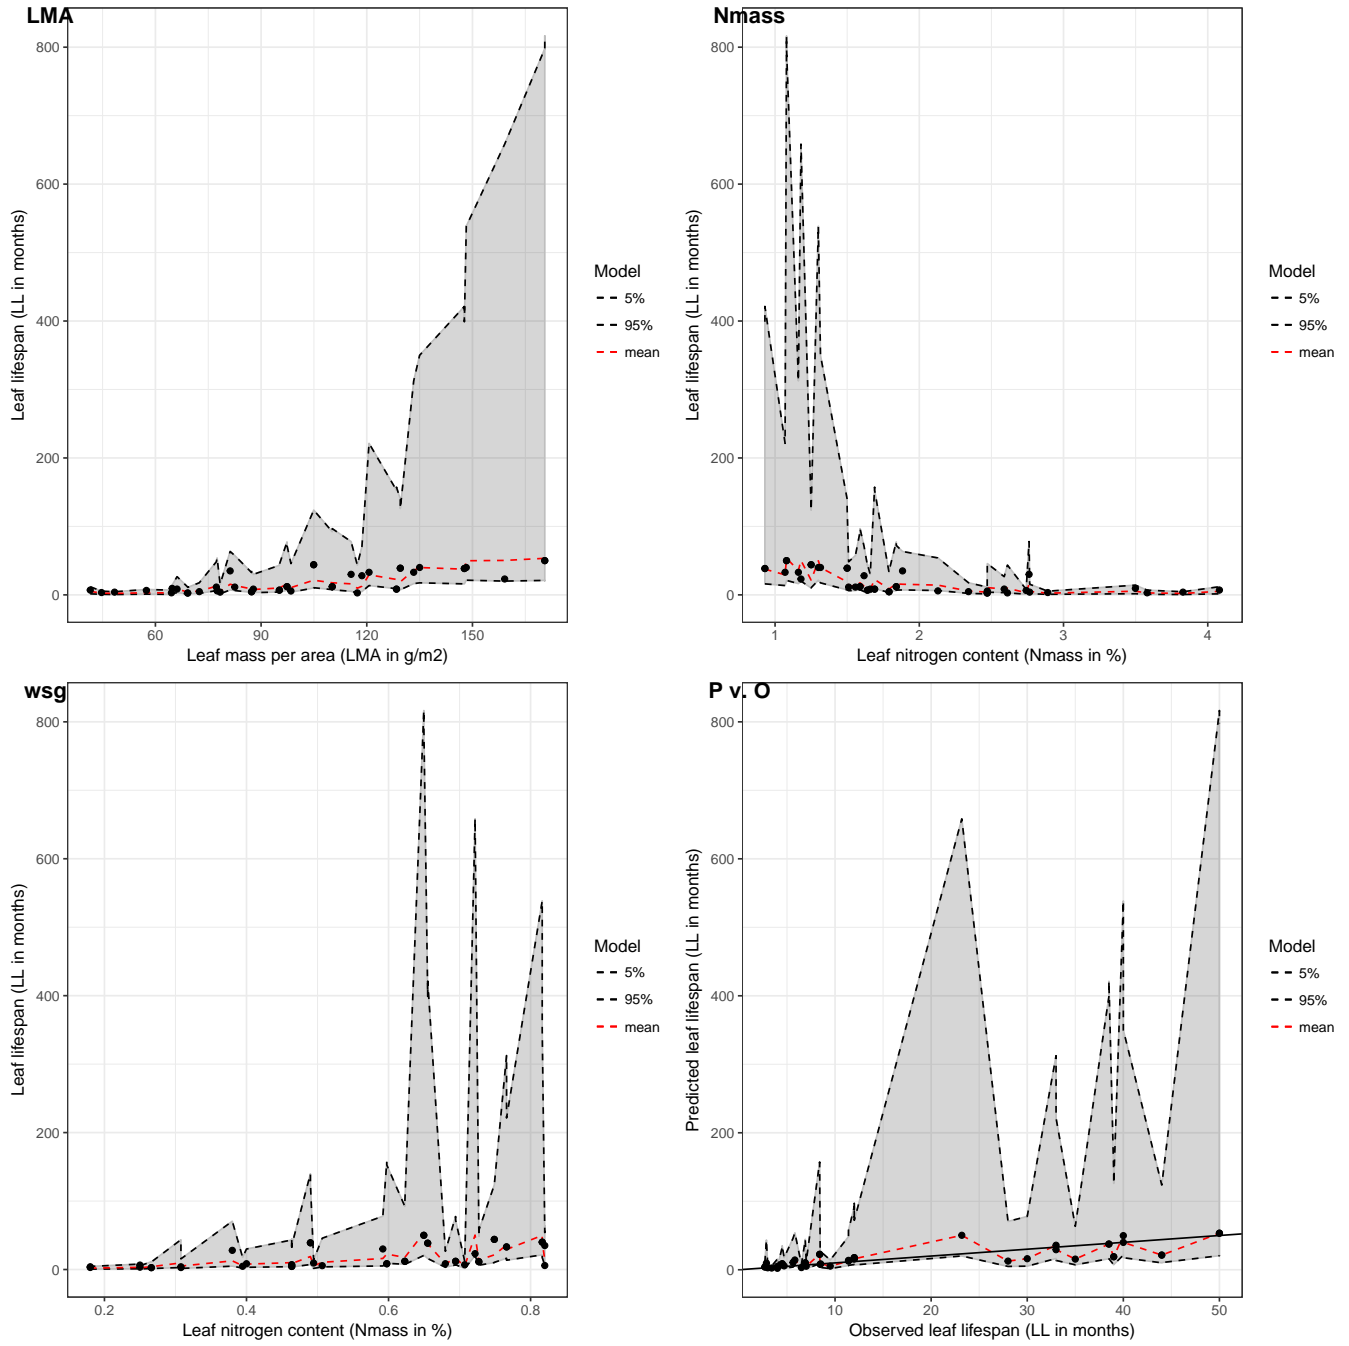 LMA
800
600
400
200
0
60 90 120 150
Leaf mass per area (LMA in g/m2)
Leaf lifespan (LL in months)
Model
5%
95%
mean
Nmass
800
600
400
200
0
1 2 3 4
Leaf nitrogen content (Nmass in %)
Leaf lifespan (LL in months)
Model
5%
95%
mean
wsg
800
600
400
200
0
0.2 0.4 0.6 0.8
Leaf nitrogen content (Nmass in %)
Leaf lifespan (LL in months)
Model
5%
95%
mean
P v. O
800
600
400
200
0
10 20 30 40 50
Observed leaf lifespan (LL in months)
Predicted leaf lifespan (LL in months)
Model
5%
95%
mean